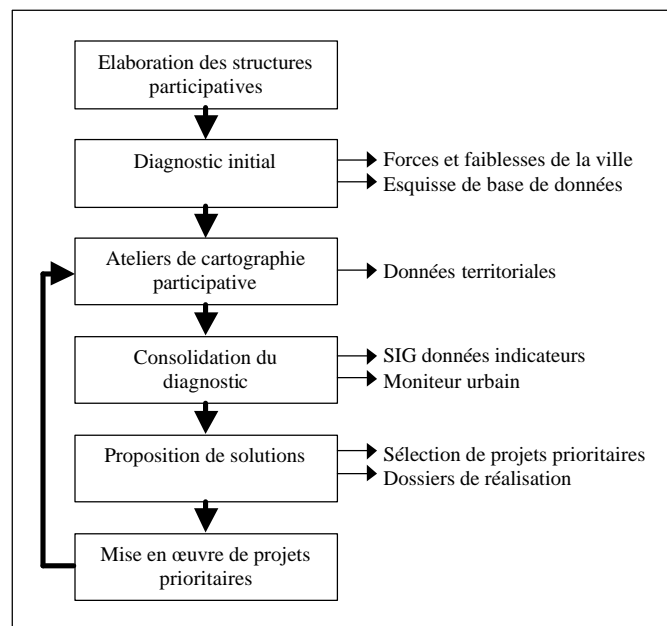 Elaboration des structures
participatives
Diagnostic initial
Forces et faiblesses de la ville
Esquisse de base de données
Ateliers de cartographie
participative
Données territoriales
Consolidation du
diagnostic
SIG données indicateurs
Moniteur urbain
Proposition de solutions
Sélection de projets prioritaires
Dossiers de réalisation
Mise en œuvre de projets
prioritaires